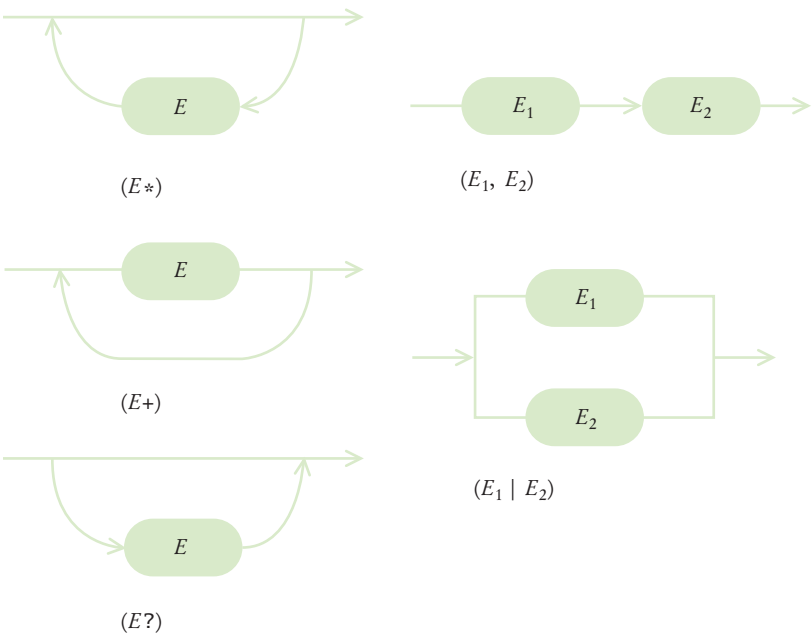 E
(E*)
E
(E+)
E
(E?)
E₁
E₂
(E₁, E₂)
E₁
E₂
(E₁ | E₂)